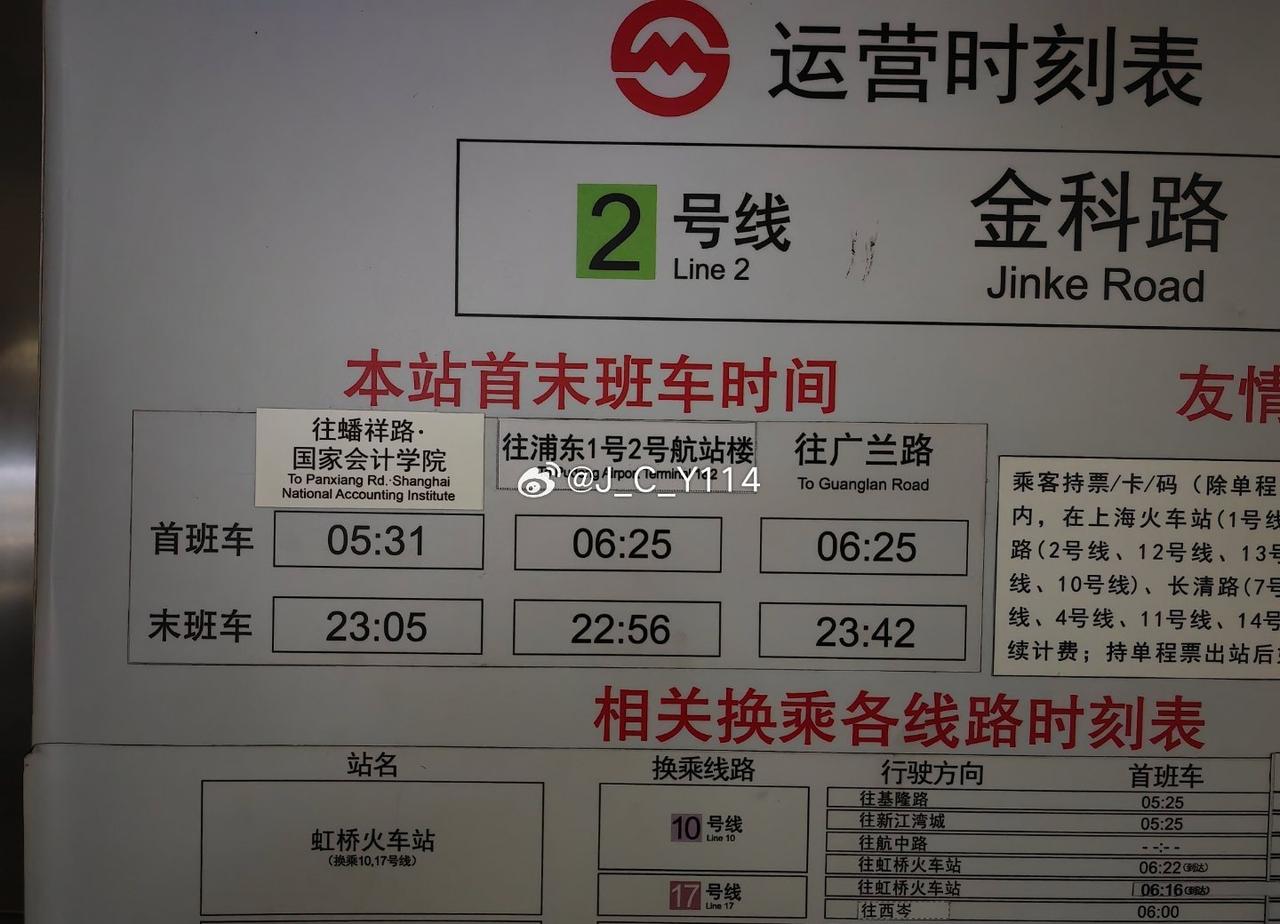 运营时刻表
2 号线
Line 2
金科路
Jinke Road
本站首末班车时间
友情
往蟠祥路·
国家会计学院
To Panxiang Rd.·Shanghai
National Accounting Institute
往浦东1号2号航站楼
To Pudong Airport Terminal 1&2
往广兰路
To Guanglan Road
@J_C_Y114
首班车 05:31 06:25 06:25
末班车 23:05 22:56 23:42
乘客持票/卡/码（除单程
内，在上海火车站(1号线
路(2号线、12号线、13号
线、10号线)、长清路(7号
线、4号线、11号线、14号
续计费；持单程票出站后
相关换乘各线路时刻表
站名 换乘线路 行驶方向 首班车
虹桥火车站
(换乘10,17号线)
10 号线
Line 10
17 号线
Line 17
往基隆路 05:25
往新江湾城 05:25
往航中路 --:--
往虹桥火车站 06:22(到达)
往虹桥火车站 06:16(到达)
往西岑 06:00